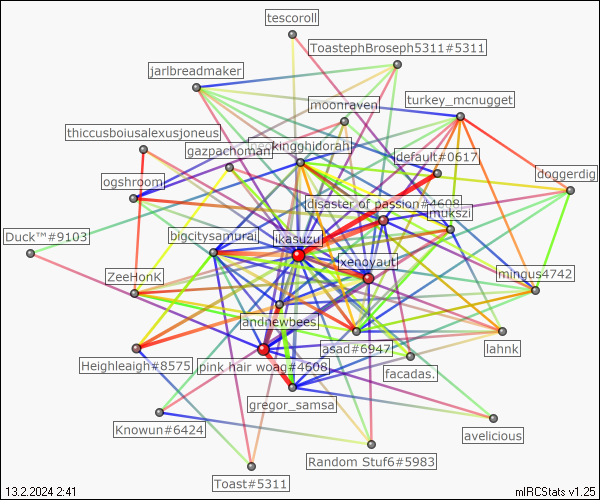 tescoroll
ToastephBroseph5311#5311
jarlbreadmaker
turkey_mcnugget
moonraven
thiccusboiusalexusjoneus
gazpachoman
default#0617
doggerdig
ogshroom
disaster of passion#4608
mukszi
Duck™#9103
bigcitysamurai
ikasuzu
xenoyautl
mingus4742
ZeeHonK
andnewbees
asad#6947
lahnk
Heighleaigh#8575
pink hair woag#4608
facadas.
gregor_samsa
Knowun#6424
avelicious
Random Stuf6#5983
Toast#5311
13.2.2024 2:41
mIRCStats v1.25